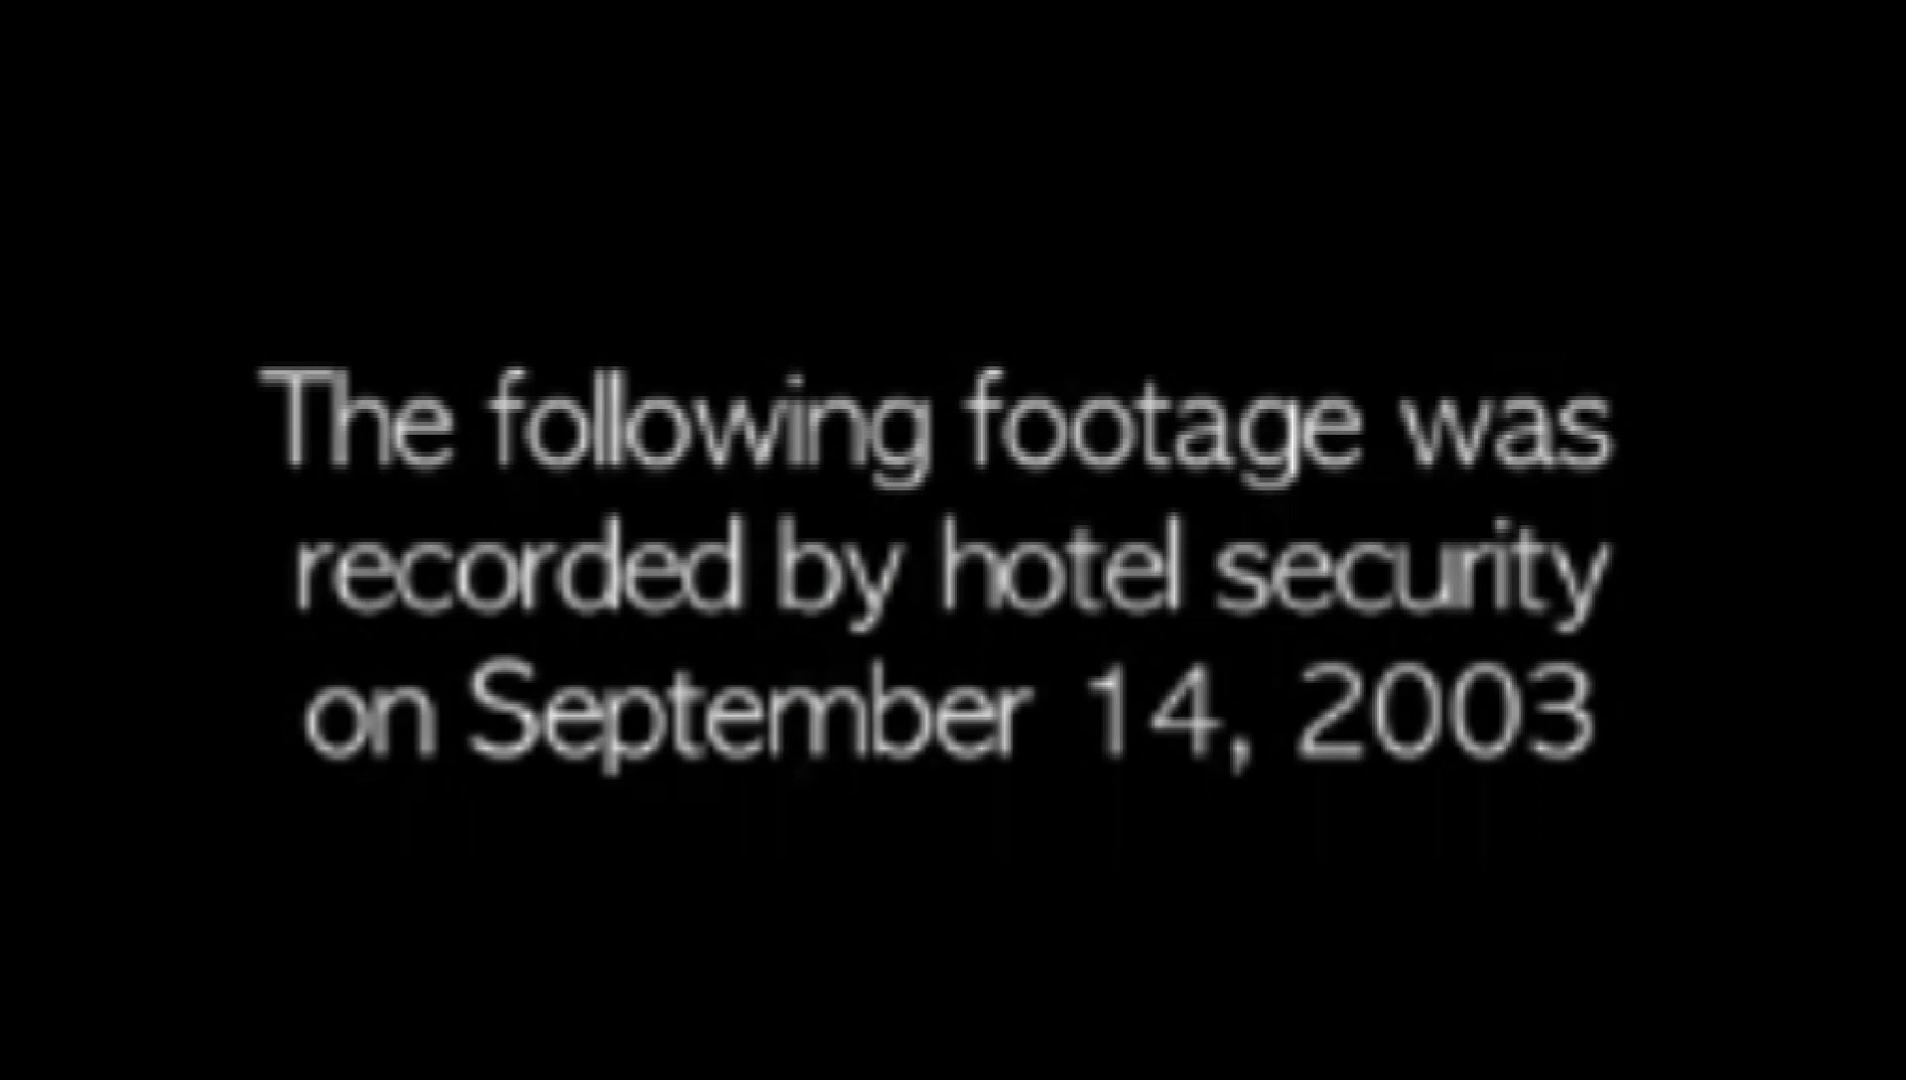 The following footage was
recorded by hotel security
on September 14, 2003